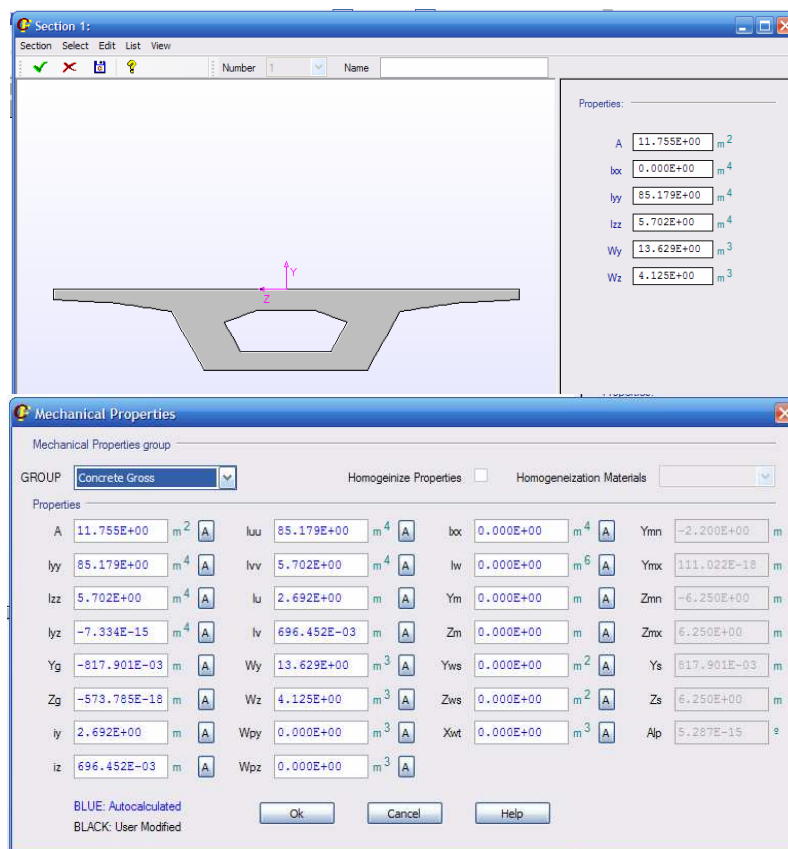 Section 1:
Section Select Edit List View
Number 1 Name
Y
Z
Properties:
A 11.755E+00 m2
Ixx 0.000E+00 m4
Iyy 85.179E+00 m4
Izz 5.702E+00 m4
Wy 13.629E+00 m3
Wz 4.125E+00 m3
Mechanical Properties
Mechanical Properties group
GROUP Concrete Gross Homogeinize Properties Homogeneization Materials
Properties
A 11.755E+00 m2 A Iuu 85.179E+00 m4 A Ixx 0.000E+00 m4 A Ymn -2.200E+00 m
Iyy 85.179E+00 m4 A Ivv 5.702E+00 m4 A Iw 0.000E+00 m6 A Ymx 111.022E-18 m
Izz 5.702E+00 m4 A Iu 2.692E+00 m A Ym 0.000E+00 m A Zmn -6.250E+00 m
Iyz -7.334E-15 m4 A Iv 696.452E-03 m A Zm 0.000E+00 m A Zmx 6.250E+00 m
Yg -817.901E-03 m A Wy 13.629E+00 m3 A Yws 0.000E+00 m2 A Ys 817.901E-03 m
Zg -573.785E-18 m A Wz 4.125E+00 m3 A Zws 0.000E+00 m2 A Zs 6.250E+00 m
iy 2.692E+00 m A Wpy 0.000E+00 m3 A Xwt 0.000E+00 m3 A Alp 5.287E-15 º
iz 696.452E-03 m A Wpz 0.000E+00 m3 A
BLUE: Autocalculated
BLACK: User Modified
Ok Cancel Help